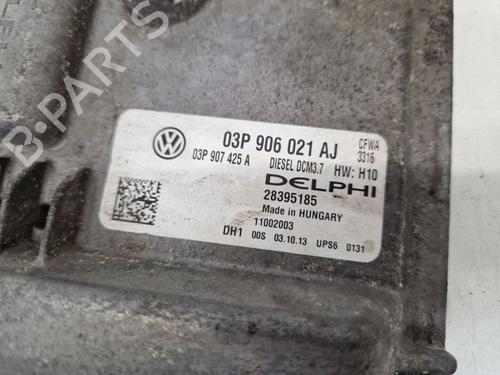 03P 906 021 AJ CFWA
3316
03P 907 425 A DIESEL DCM3.7 HW: H10
DELPHI
28395185
Made in HUNGARY
11002003
DH1 00S 03.10.13 UPS6 0131
B-PARTS